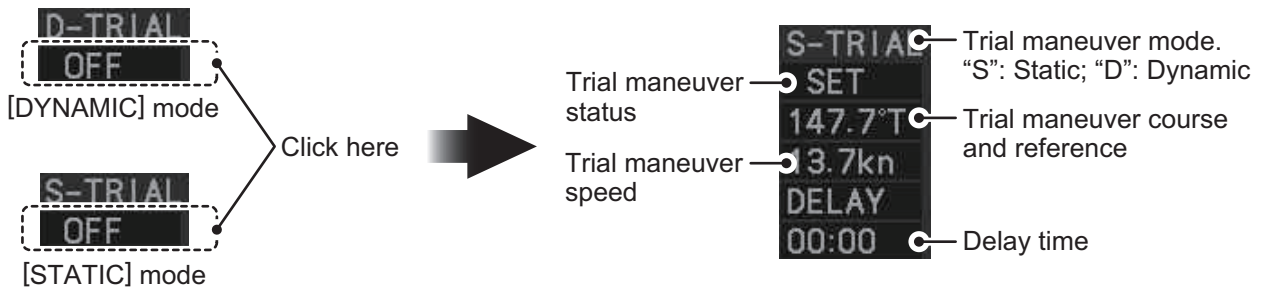 D-TRIAL
OFF
[DYNAMIC] mode
Click here
S-TRIAL
OFF
[STATIC] mode
Trial maneuver
status
Trial maneuver
speed
S-TRIAL
SET
147.7°T
13.7kn
DELAY
00:00
Trial maneuver mode.
“S”: Static; “D”: Dynamic
Trial maneuver course
and reference
Delay time